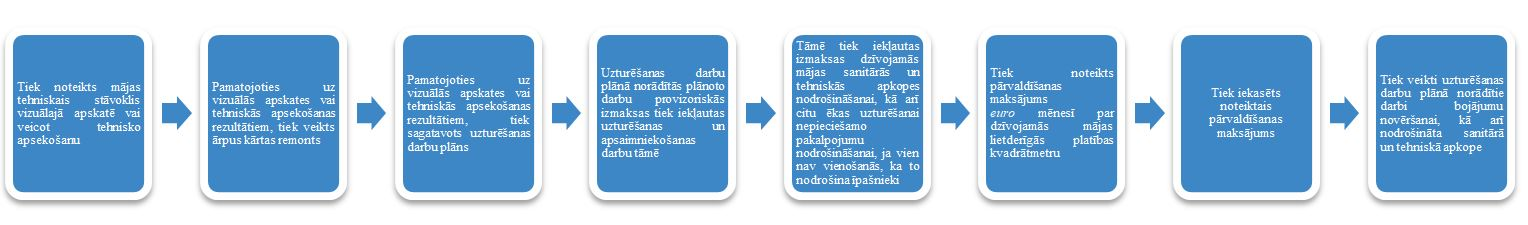 Tiek noteikts mājas
tehniskais stāvoklis
vizuālajā apskatē vai
veicot tehnisko
apsekošanu
Pamatojoties uz
vizuālās apskates vai
tehniskās apsekošanas
rezultātiem, tiek veikts
ārpus kārtas remonts
Pamatojoties uz
vizuālās apskates vai
tehniskās apsekošanas
rezultātiem, tiek
sagatavots uzturēšanas
darbu plāns
Uzturēšanas darbu
plānā norādītās plānoto
darbu provizoriskās
izmaksas tiek iekļautas
uzturēšanas un
apsaimniekošanas
darbu tāmē
Tāmē tiek iekļautas
izmaksas dzīvojamās
mājas sanitārās un
tehniskās apkopes
nodrošināšanai, kā arī
citu ēkas uzturēšanai
nepieciešamo
pakalpojumu
nodrošināšanai, ja vien
nav vienošanās, ka to
nodrošina īpašnieki
Tiek noteikts
pārvaldīšanas
maksājums
euro mēnesī par
dzīvojamās mājas
lietderīgās platības
kvadrātmetru
Tiek iekasēts
noteiktais
pārvaldīšanas
maksājums
Tiek veikti uzturēšanas
darbu plānā norādītie
darbi bojājumu
novēršanai, kā arī
nodrošināta sanitārā
un tehniskā apkope